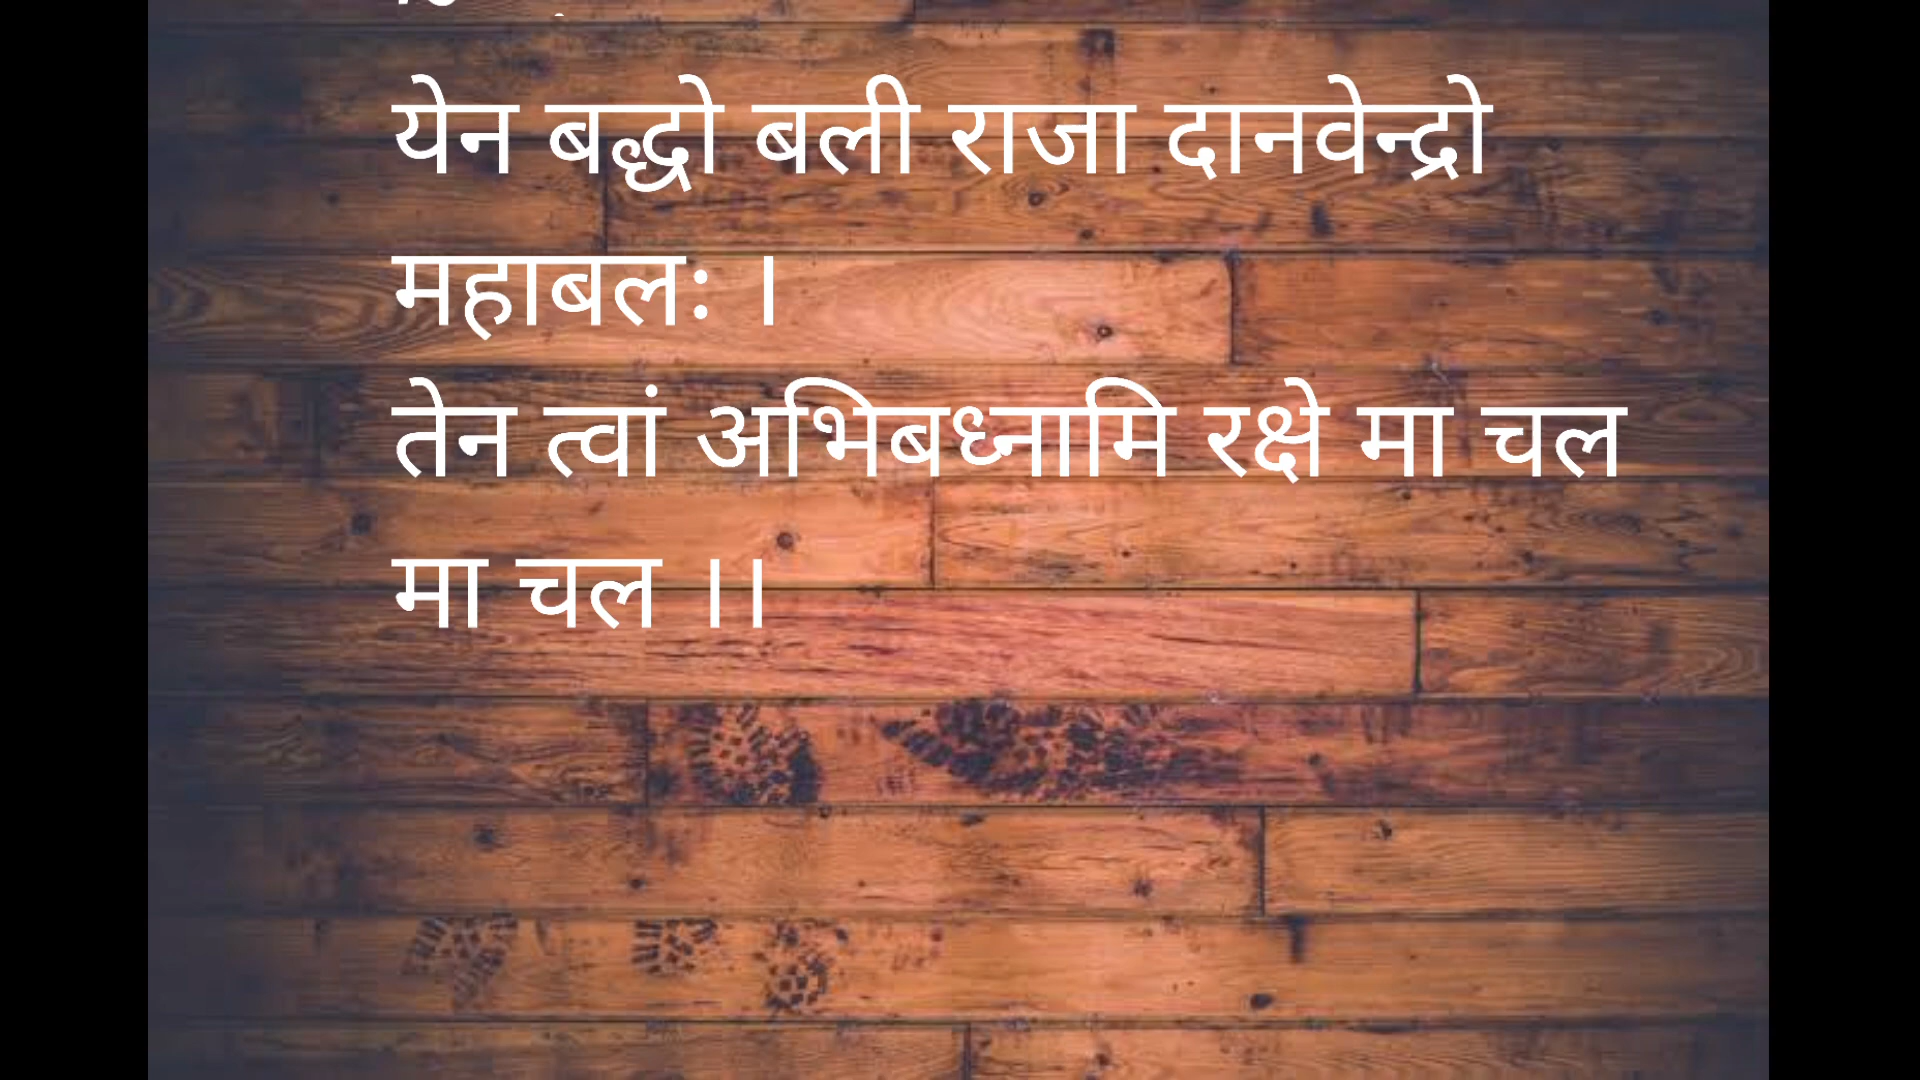 येन बद्धो बली राजा दानवेन्द्रो
महाबलः ।
तेन त्वां अभिबध्नामि रक्षे मा चल
मा चल ।।